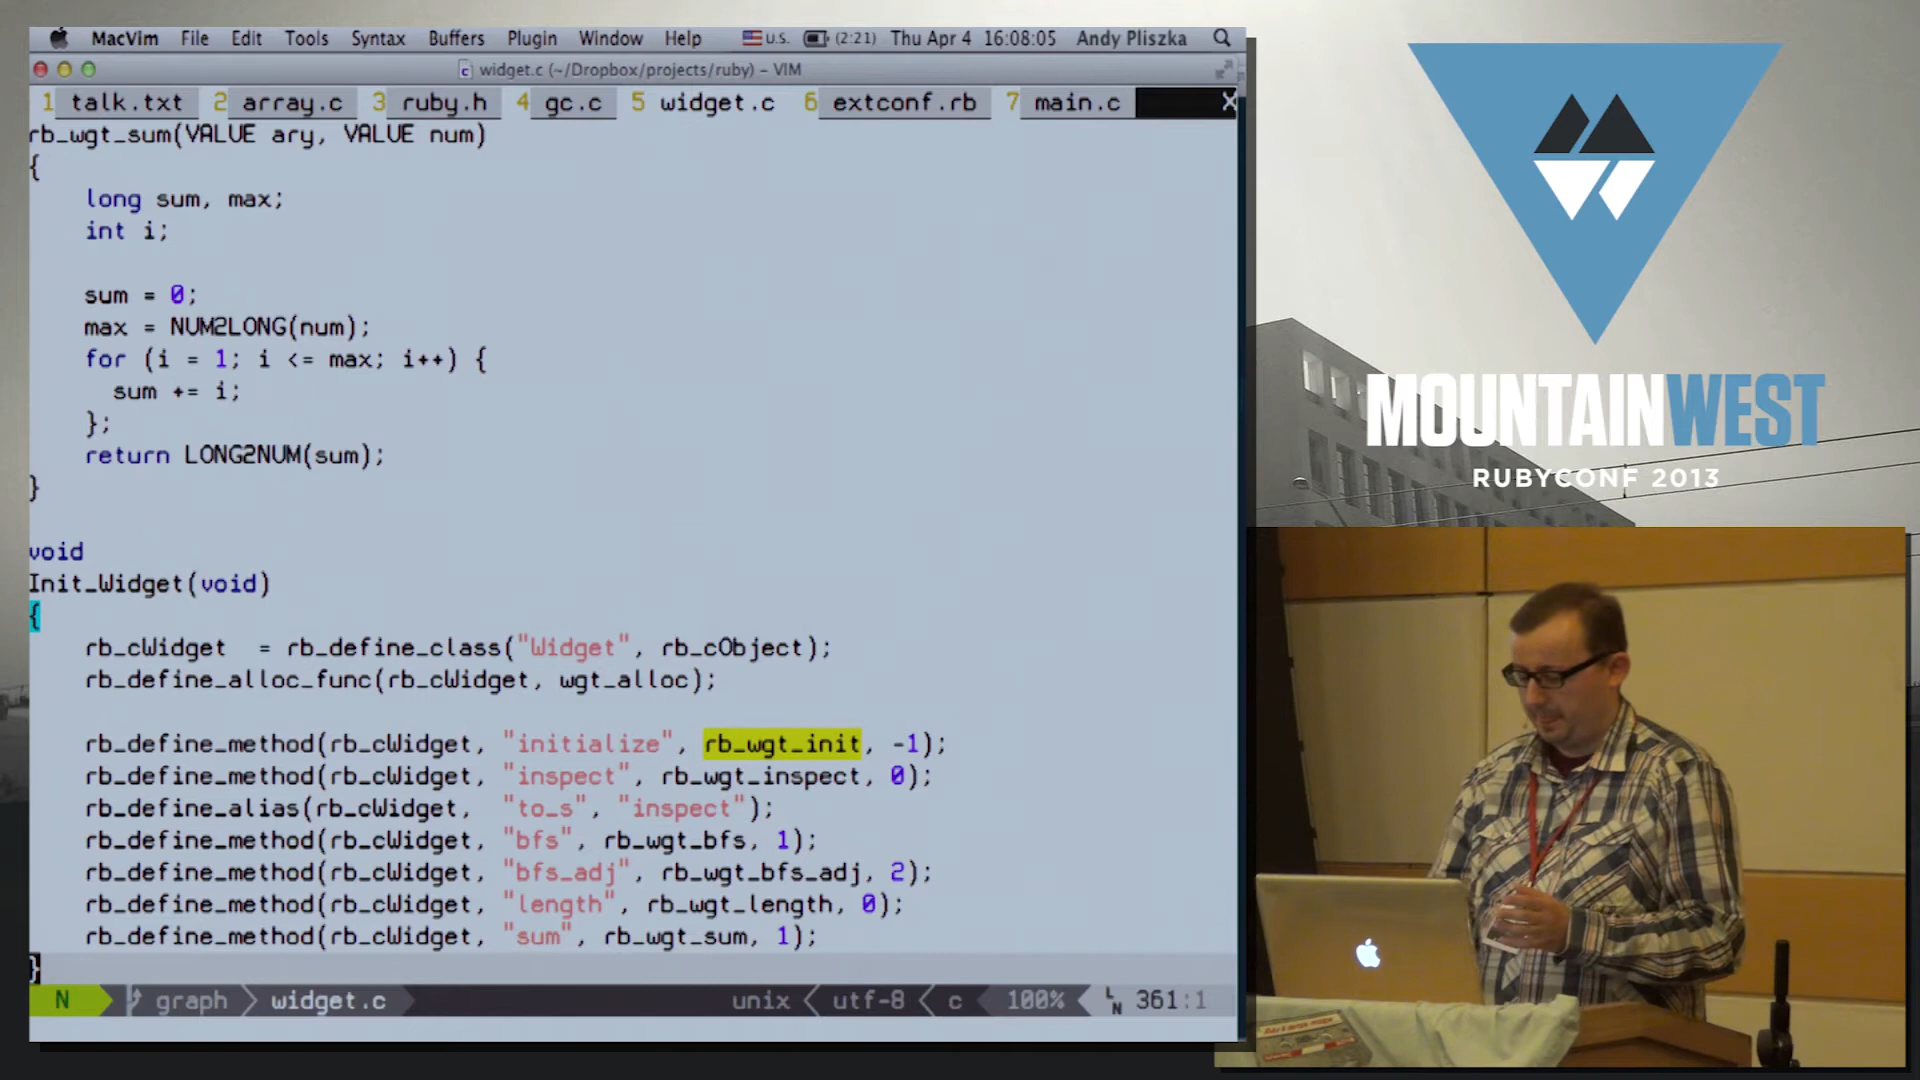 MacVim File Edit Tools Syntax Buffers Plugin Window Help U.S. (2:21) Thu Apr 4 16:08:05 Andy Pliszka
c widget.c (~/Dropbox/projects/ruby) – VIM
1 talk.txt 2 array.c 3 ruby.h 4 gc.c 5 widget.c 6 extconf.rb 7 main.c X
rb_wgt_sum(VALUE ary, VALUE num)
{
long sum, max;
int i;
sum = 0;
max = NUM2LONG(num);
for (i = 1; i <= max; i++) {
sum += i;
};
return LONG2NUM(sum);
}
void
Init_Widget(void)
{
rb_cWidget = rb_define_class("Widget", rb_cObject);
rb_define_alloc_func(rb_cWidget, wgt_alloc);
rb_define_method(rb_cWidget, "initialize", rb_wgt_init, -1);
rb_define_method(rb_cWidget, "inspect", rb_wgt_inspect, 0);
rb_define_alias(rb_cWidget, "to_s", "inspect");
rb_define_method(rb_cWidget, "bfs", rb_wgt_bfs, 1);
rb_define_method(rb_cWidget, "bfs_adj", rb_wgt_bfs_adj, 2);
rb_define_method(rb_cWidget, "length", rb_wgt_length, 0);
rb_define_method(rb_cWidget, "sum", rb_wgt_sum, 1);
}
N graph widget.c unix utf-8 c 100% LN 361:1
MOUNTAINWEST
RUBYCONF 2013